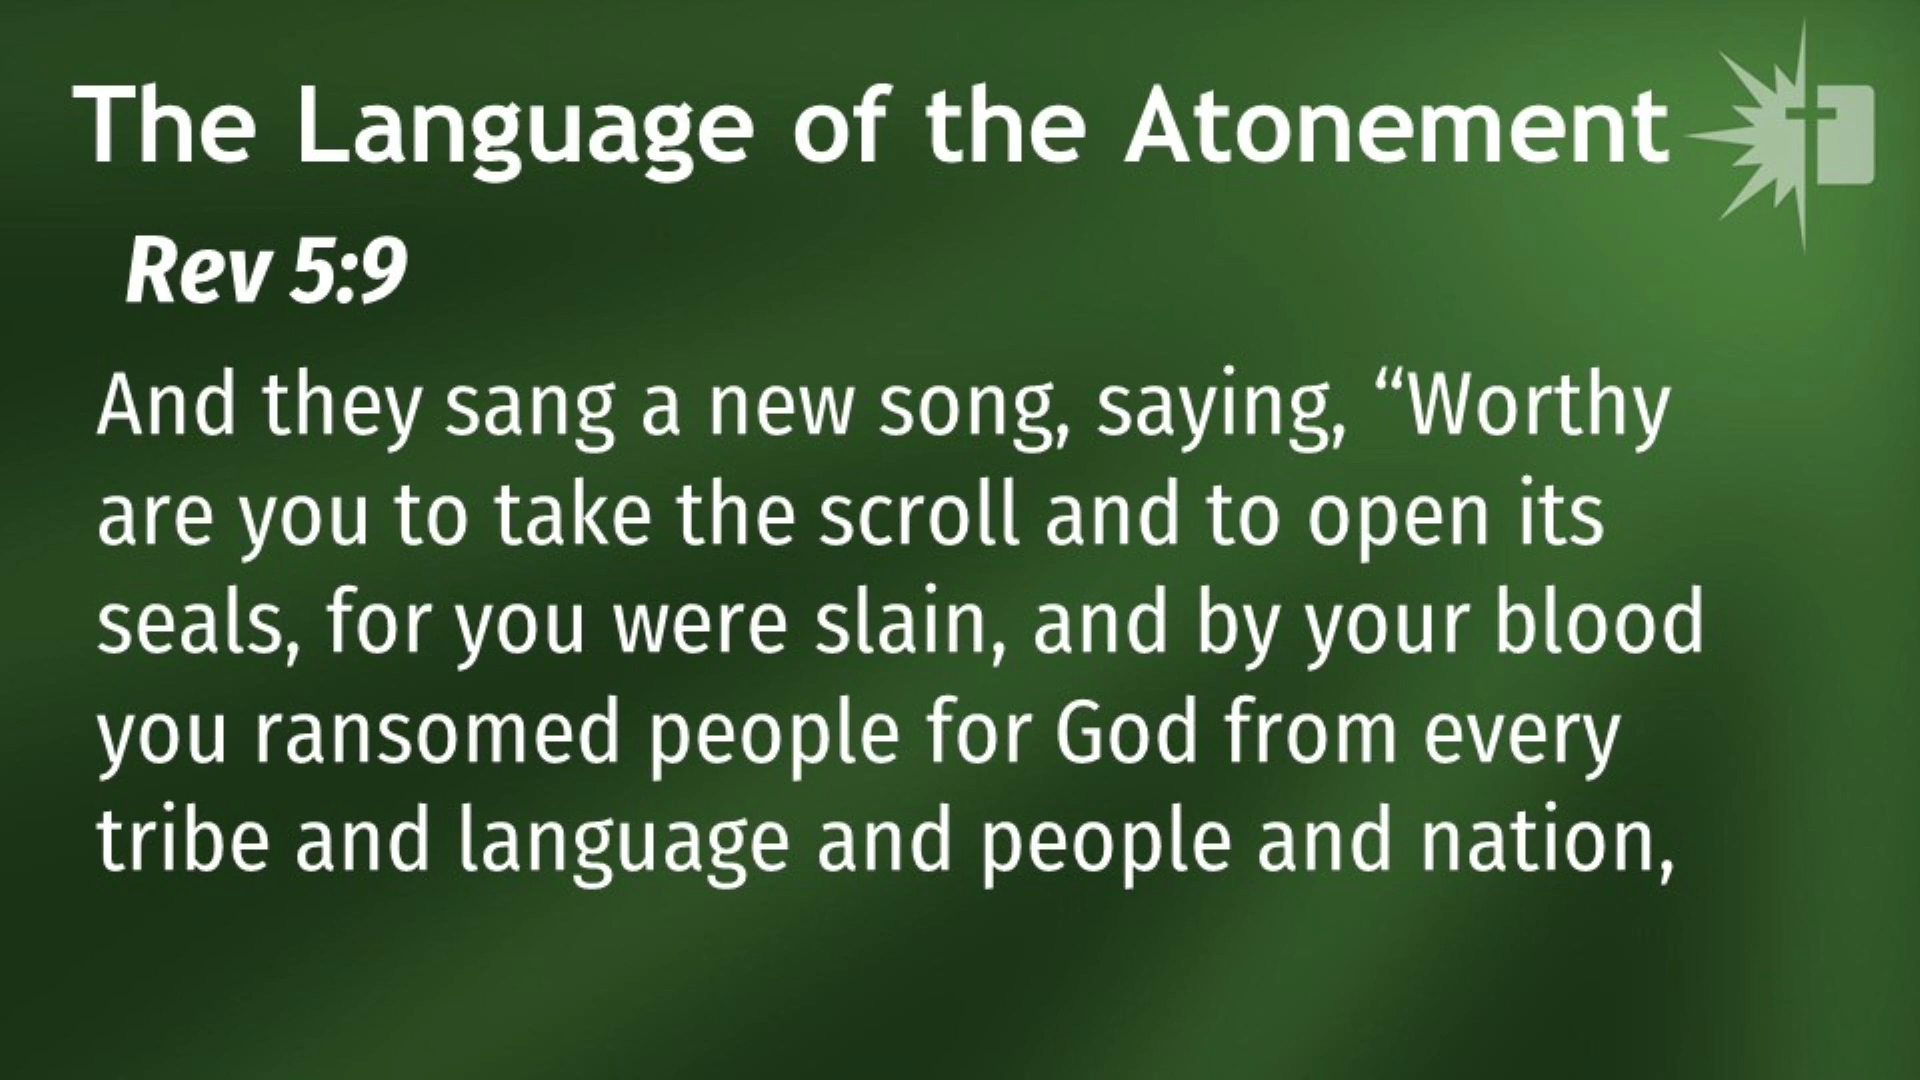 The Language of the Atonement
Rev 5:9
And they sang a new song, saying, “Worthy
are you to take the scroll and to open its
seals, for you were slain, and by your blood
you ransomed people for God from every
tribe and language and people and nation,